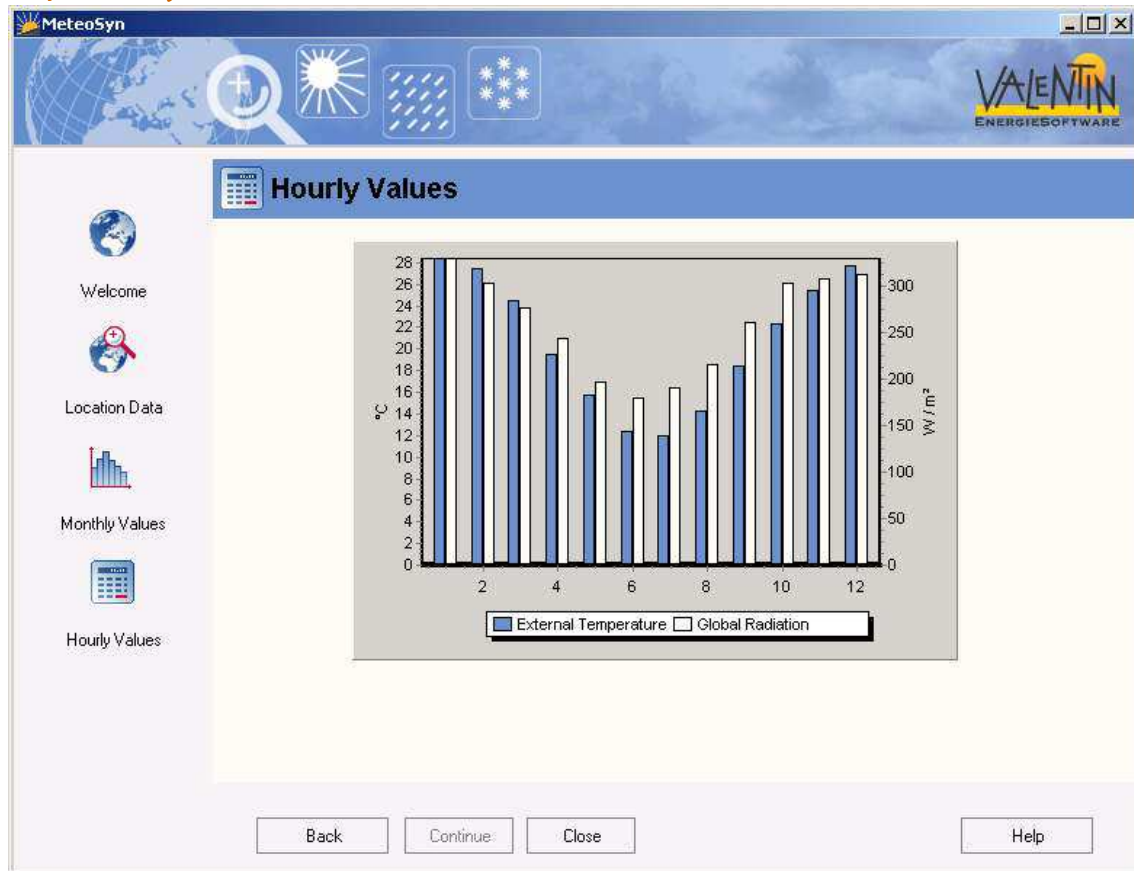 MeteoSyn
VALENTIN
ENERGIESOFTWARE
Hourly Values
Welcome
Location Data
Monthly Values
Hourly Values
°C
28
26
24
22
20
18
16
14
12
10
8
6
4
2
0
300
250
200
150
100
50
0
W / m²
2 4 6 8 10 12
External Temperature Global Radiation
Back Continue Close Help